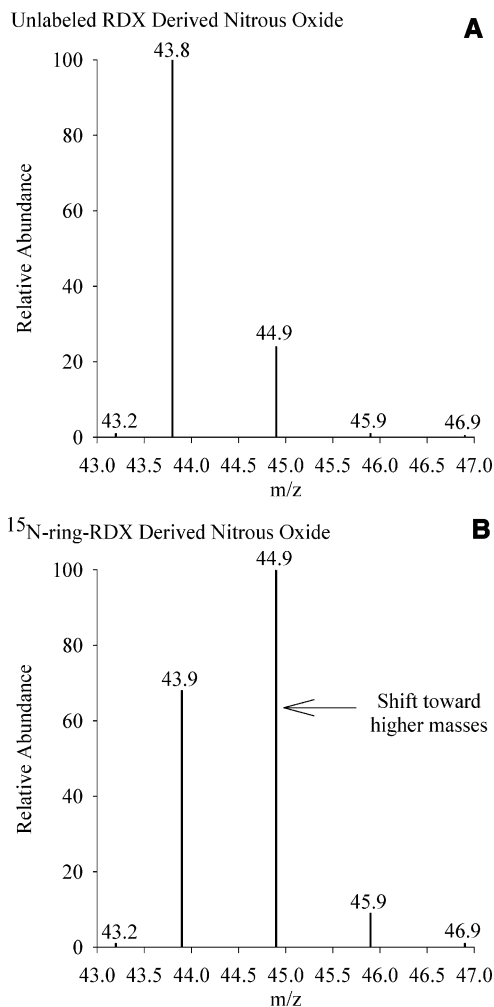 Unlabeled RDX Derived Nitrous Oxide
A
43.8
100
80
60
40
20
0
Relative Abundance
44.9
43.2
45.9
46.9
43.0 43.5 44.0 44.5 45.0 45.5 46.0 46.5 47.0
m/z
15N-ring-RDX Derived Nitrous Oxide
B
44.9
100
80
60
40
20
0
Relative Abundance
43.9
Shift toward
higher masses
45.9
43.2
46.9
43.0 43.5 44.0 44.5 45.0 45.5 46.0 46.5 47.0
m/z